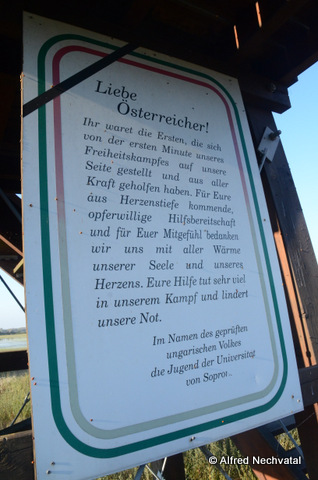 Liebe
Österreicher!
Ihr waret die Ersten, die sich
von der ersten Minute unseres
Freiheitskampfes auf unsere
Seite gestellt und aus aller
Kraft geholfen haben. Für Eure
aus Herzenstiefe kommende,
opferwillige Hilfsbereitschaft
und für Euer Mitgefühl bedanken
wir uns mit aller Wärme
unserer Seele und unseres
Herzens. Eure Hilfe tut sehr viel
in unserem Kampf und lindert
unsere Not.
Im Namen des geprüften
ungarischen Volkes
die Jugend der Universität
von Sopron.
© Alfred Nechvatal